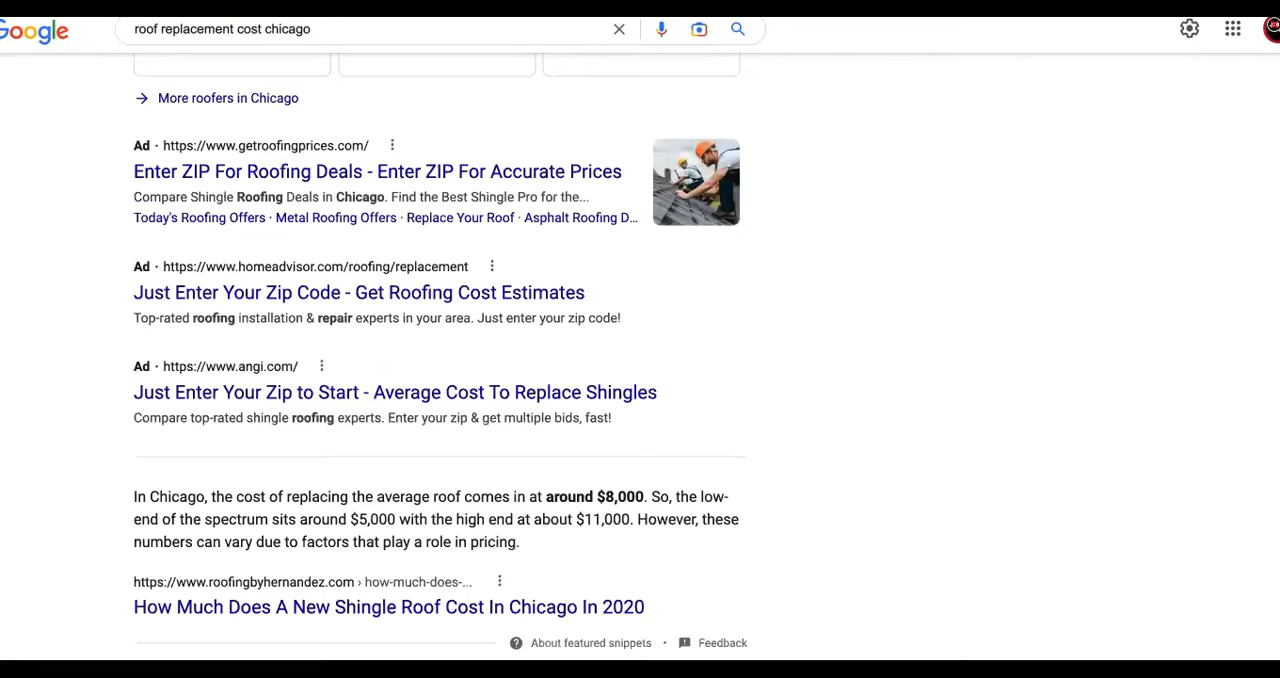 Google
roof replacement cost chicago
More roofers in Chicago
Ad · https://www.getroofingprices.com/
Enter ZIP For Roofing Deals - Enter ZIP For Accurate Prices
Compare Shingle Roofing Deals in Chicago. Find the Best Shingle Pro for the...
Today's Roofing Offers · Metal Roofing Offers · Replace Your Roof · Asphalt Roofing D...
Ad · https://www.homeadvisor.com/roofing/replacement
Just Enter Your Zip Code - Get Roofing Cost Estimates
Top-rated roofing installation & repair experts in your area. Just enter your zip code!
Ad · https://www.angi.com/
Just Enter Your Zip to Start - Average Cost To Replace Shingles
Compare top-rated shingle roofing experts. Enter your zip & get multiple bids, fast!
In Chicago, the cost of replacing the average roof comes in at around $8,000. So, the low-
end of the spectrum sits around $5,000 with the high end at about $11,000. However, these
numbers can vary due to factors that play a role in pricing.
https://www.roofingbyhernandez.com › how-much-does-...
How Much Does A New Shingle Roof Cost In Chicago In 2020
About featured snippets • Feedback